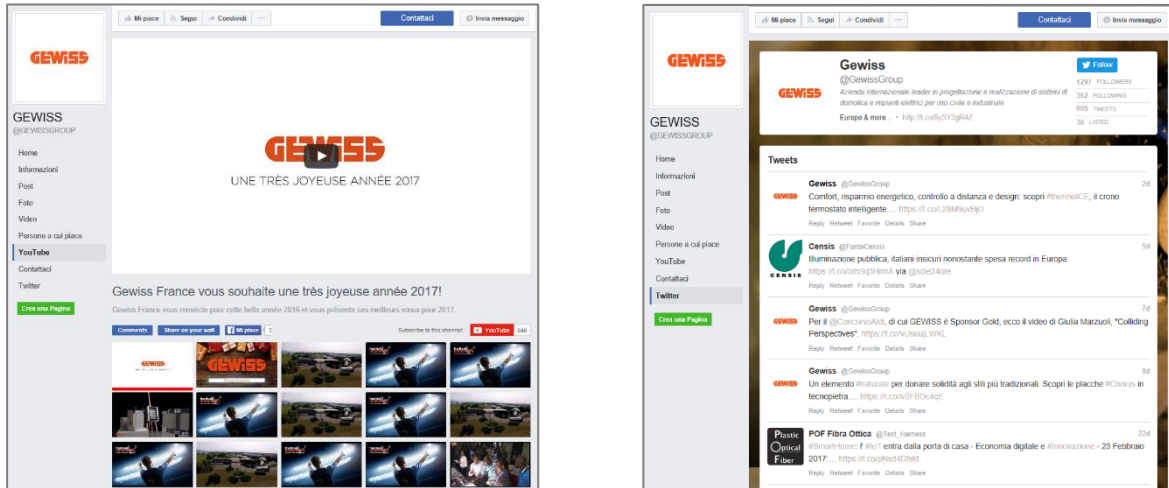 Mi piace Segui Condividi ... Contattaci Invia messaggio
GEWISS
GEWISS
@GEWISSGROUP
Home
Informazioni
Post
Foto
Video
Persone a cui piace
YouTube
Contattaci
Twitter
Crea una Pagina
GEWISS
UNE TRÈS JOYEUSE ANNÉE 2017
Gewiss France vous souhaite une très joyeuse année 2017!
Gewiss France vous remercie pour cette belle année 2016 et vous présente ses meilleurs vœux pour 2017.
Comments Share on your wall Mi piace Subscribe to this channel: YouTube
GEWISS
GEWISS
Mi piace Segui Condividi ... Contattaci Invia messaggio
GEWISS
GEWISS
@GEWISSGROUP
Home
Informazioni
Post
Foto
Video
Persone a cui piace
YouTube
Contattaci
Twitter
Crea una Pagina
GEWISS
Gewiss
@GewissGroup
Azienda internazionale leader in progettazione e realizzazione di sistemi di
domotica e impianti elettrici per uso civile e industriale.
Europe & more... •
Follow
1297 FOLLOWERS
362 FOLLOWING
605 TWEETS
38 LISTED
Tweets
GEWISS
Gewiss @GewissGroup 2d
Comfort, risparmio energetico, controllo a distanza e design: scopri #thermoICE, il crono
termostato intelligente....
Reply Retweet Favorite Details Share
CENSIS
Censis @FonteCensis 5d
Illuminazione pubblica, italiani insicuri nonostante spesa record in Europa
via @sole24ore
Reply Retweet Favorite Details Share
GEWISS
Gewiss @GewissGroup 7d
Per il @ConcorsoAidi, di cui GEWISS è Sponsor Gold, ecco il video di Giulia Marzuoli, "Colliding
Perspectives".
Reply Retweet Favorite Details Share
GEWISS
Gewiss @GewissGroup 8d
Un elemento #naturale per donare solidità agli stili più tradizionali. Scopri le placche #Chorus in
tecnopietra....
Reply Retweet Favorite Details Share
Plastic
Optical
Fiber
POF Fibra Ottica @Test_Harness 22d
#SmartHome: l' #IoT entra dalla porta di casa - Economia digitale e #Innovazione - 23 Febbraio
2017:...
Reply Retweet Favorite Details Share